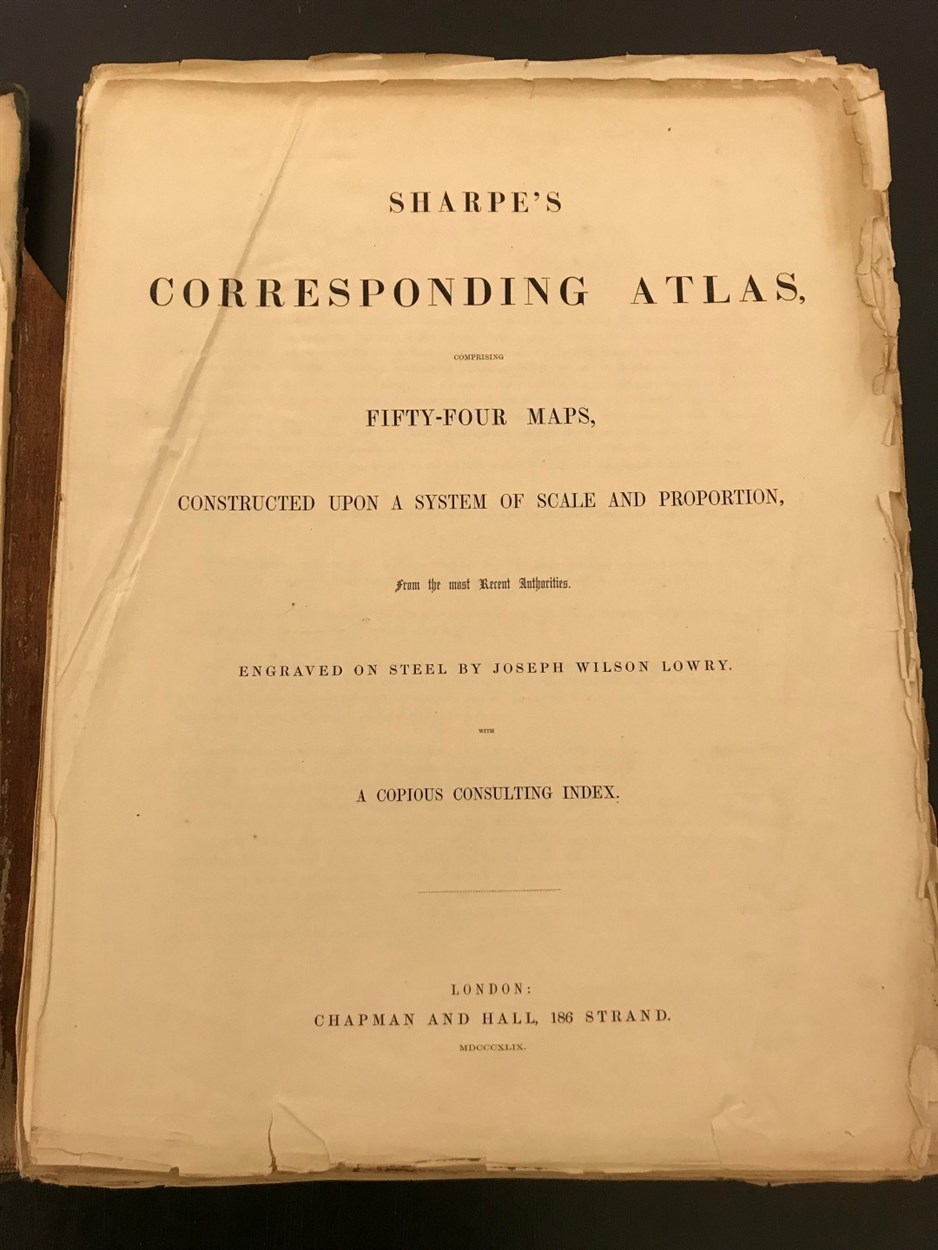 SHARPE'S
CORRESPONDING ATLAS,
COMPRISING
FIFTY-FOUR MAPS,
CONSTRUCTED UPON A SYSTEM OF SCALE AND PROPORTION,
From the most Recent Authorities.
ENGRAVED ON STEEL BY JOSEPH WILSON LOWRY.
WITH
A COPIOUS CONSULTING INDEX.
LONDON:
CHAPMAN AND HALL, 186 STRAND.
MDCCCXLIX.